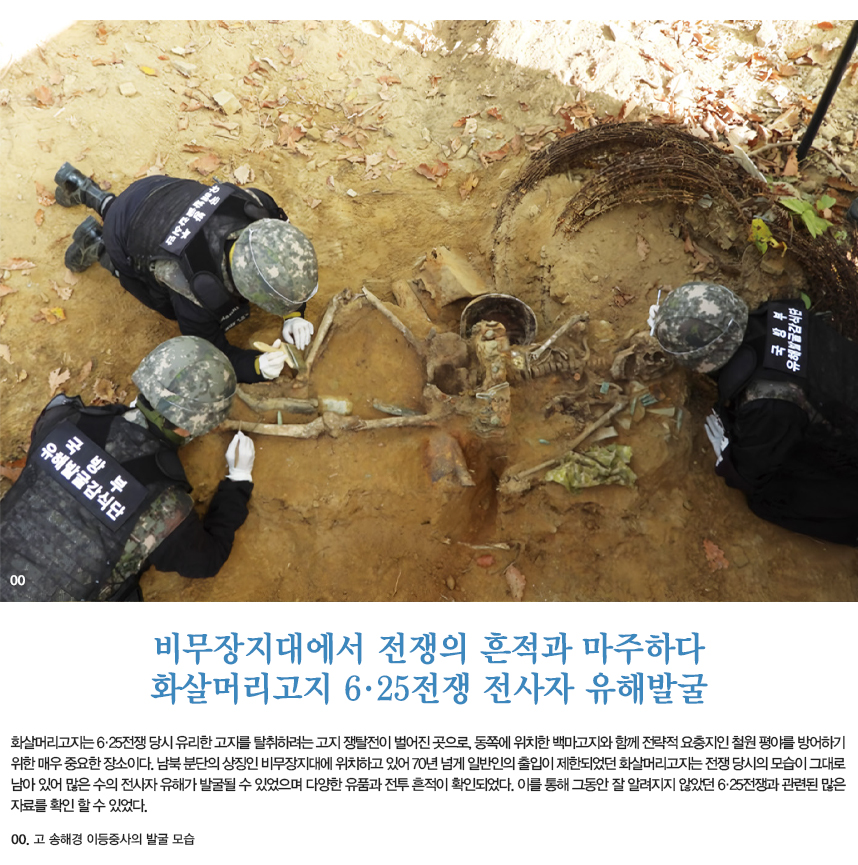 국방부
유해발굴감식단
국방부
유해발굴감식단
국방부
유해발굴감식단
00
비무장지대에서 전쟁의 흔적과 마주하다
화살머리고지 6·25전쟁 전사자 유해발굴
화살머리고지는 6·25전쟁 당시 유리한 고지를 탈취하려는 고지 쟁탈전이 벌어진 곳으로, 동쪽에 위치한 백마고지와 함께 전략적 요충지인 철원 평야를 방어하기
위한 매우 중요한 장소이다. 남북 분단의 상징인 비무장지대에 위치하고 있어 70년 넘게 일반인의 출입이 제한되었던 화살머리고지는 전쟁 당시의 모습이 그대로
남아 있어 많은 수의 전사자 유해가 발굴될 수 있었으며 다양한 유품과 전투 흔적이 확인되었다. 이를 통해 그동안 잘 알려지지 않았던 6·25전쟁과 관련된 많은
자료를 확인 할 수 있었다.
00. 고 송해경 이등중사의 발굴 모습